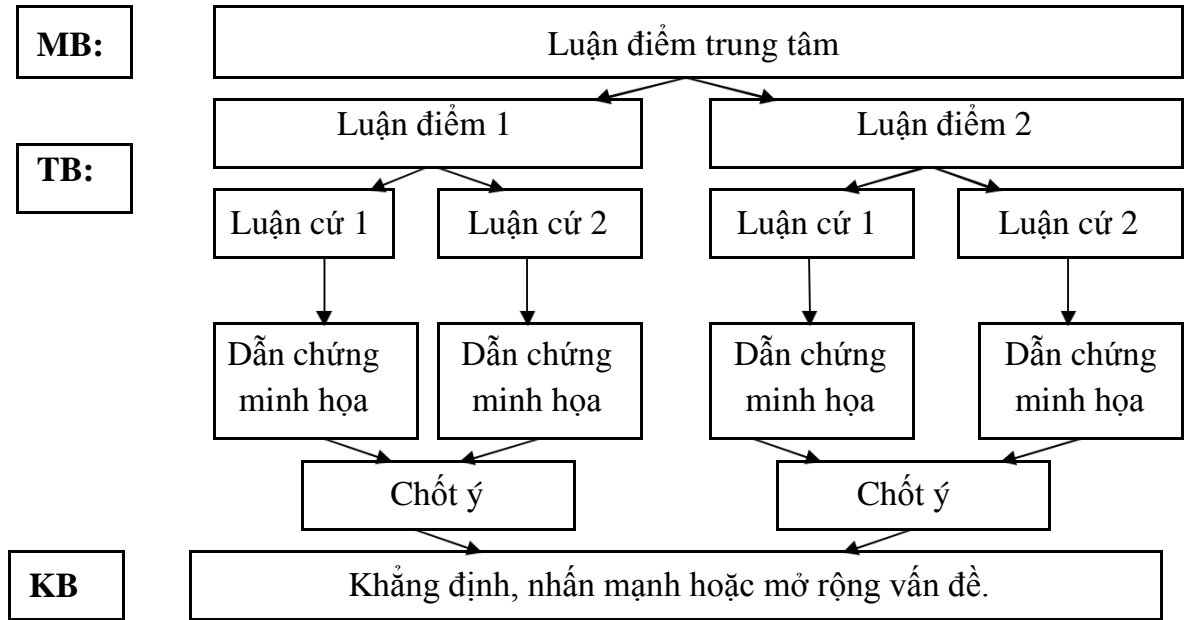 MB:
Luận điểm trung tâm
Luận điểm 1
Luận điểm 2
TB:
Luận cứ 1
Luận cứ 2
Luận cứ 1
Luận cứ 2
Dẫn chứng
minh họa
Dẫn chứng
minh họa
Dẫn chứng
minh họa
Dẫn chứng
minh họa
Chốt ý
Chốt ý
KB
Khẳng định, nhấn mạnh hoặc mở rộng vấn đề.